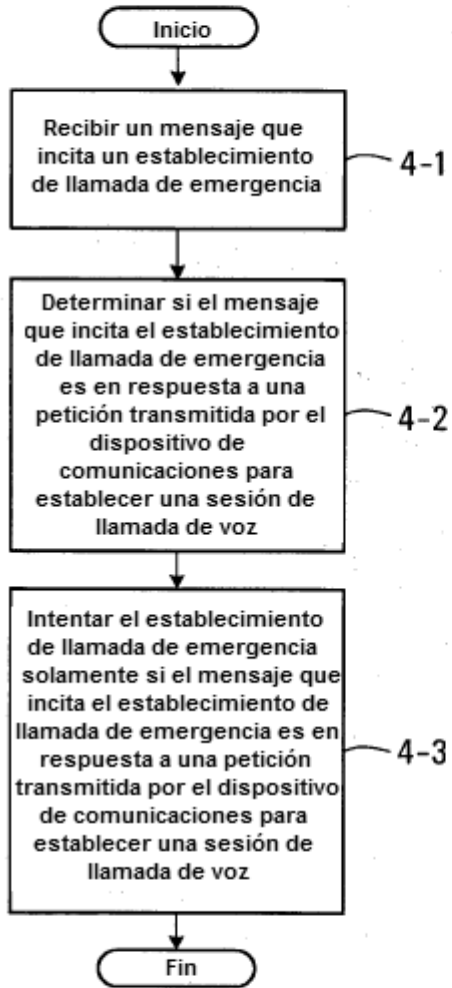 Inicio
Recibir un mensaje que
incita un establecimiento
de llamada de emergencia
4-1
Determinar si el mensaje
que incita el establecimiento
de llamada de emergencia
es en respuesta a una
petición transmitida por el
dispositivo de
comunicaciones para
establecer una sesión de
llamada de voz
4-2
Intentar el establecimiento
de llamada de emergencia
solamente si el mensaje que
incita el establecimiento de
llamada de emergencia es en
respuesta a una petición
transmitida por el dispositivo
de comunicaciones para
establecer una sesión de
llamada de voz
4-3
Fin